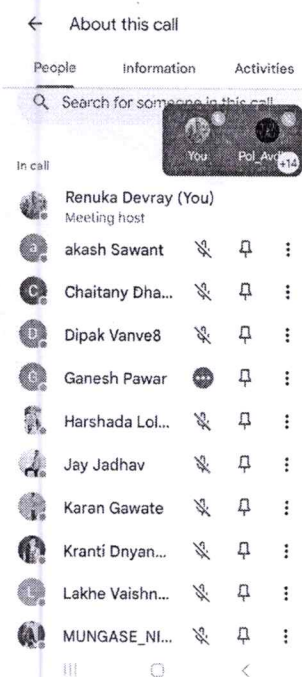 About this call
People Information Activities
Search for someone in this call
You Pol_Avd
+14
In call
Renuka Devray (You)
Meeting host
a akash Sawant
C Chaitany Dha...
D Dipak Vanve8
G Ganesh Pawar
Harshada Lol...
Jay Jadhav
Karan Gawate
Kranti Dnyan...
L Lakhe Vaishn...
MUNGASE_NI...